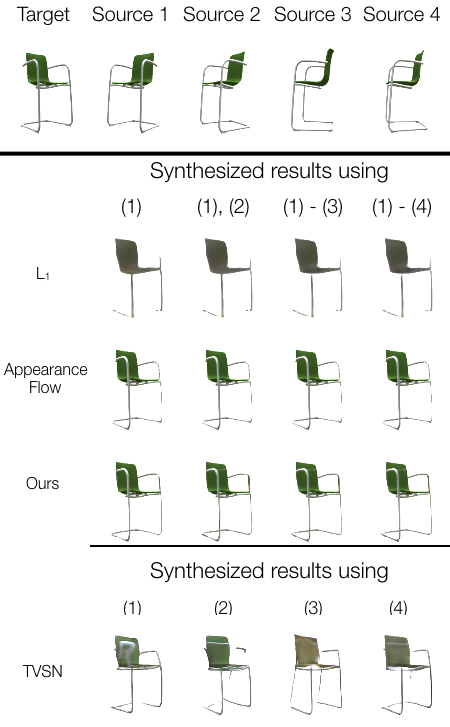 Target Source 1 Source 2 Source 3 Source 4
Synthesized results using
(1) (1), (2) (1) - (3) (1) - (4)
L₁
Appearance
Flow
Ours
Synthesized results using
(1) (2) (3) (4)
TVSN